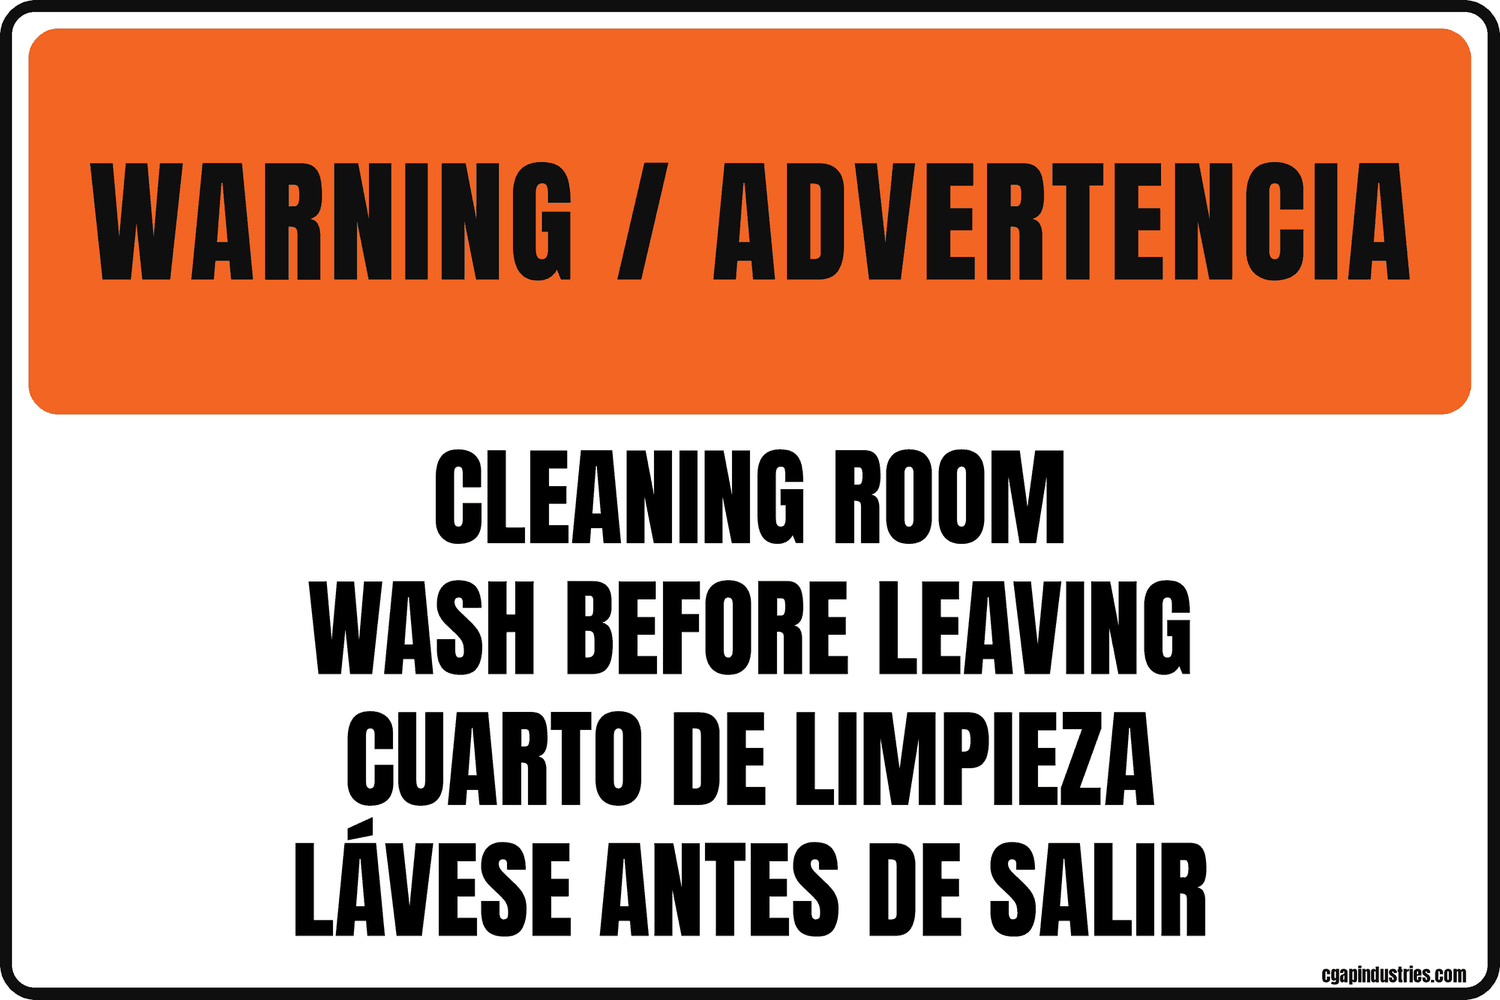 WARNING / ADVERTENCIA
CLEANING ROOM
WASH BEFORE LEAVING
CUARTO DE LIMPIEZA
LÁVESE ANTES DE SALIR
cgapindustries.com